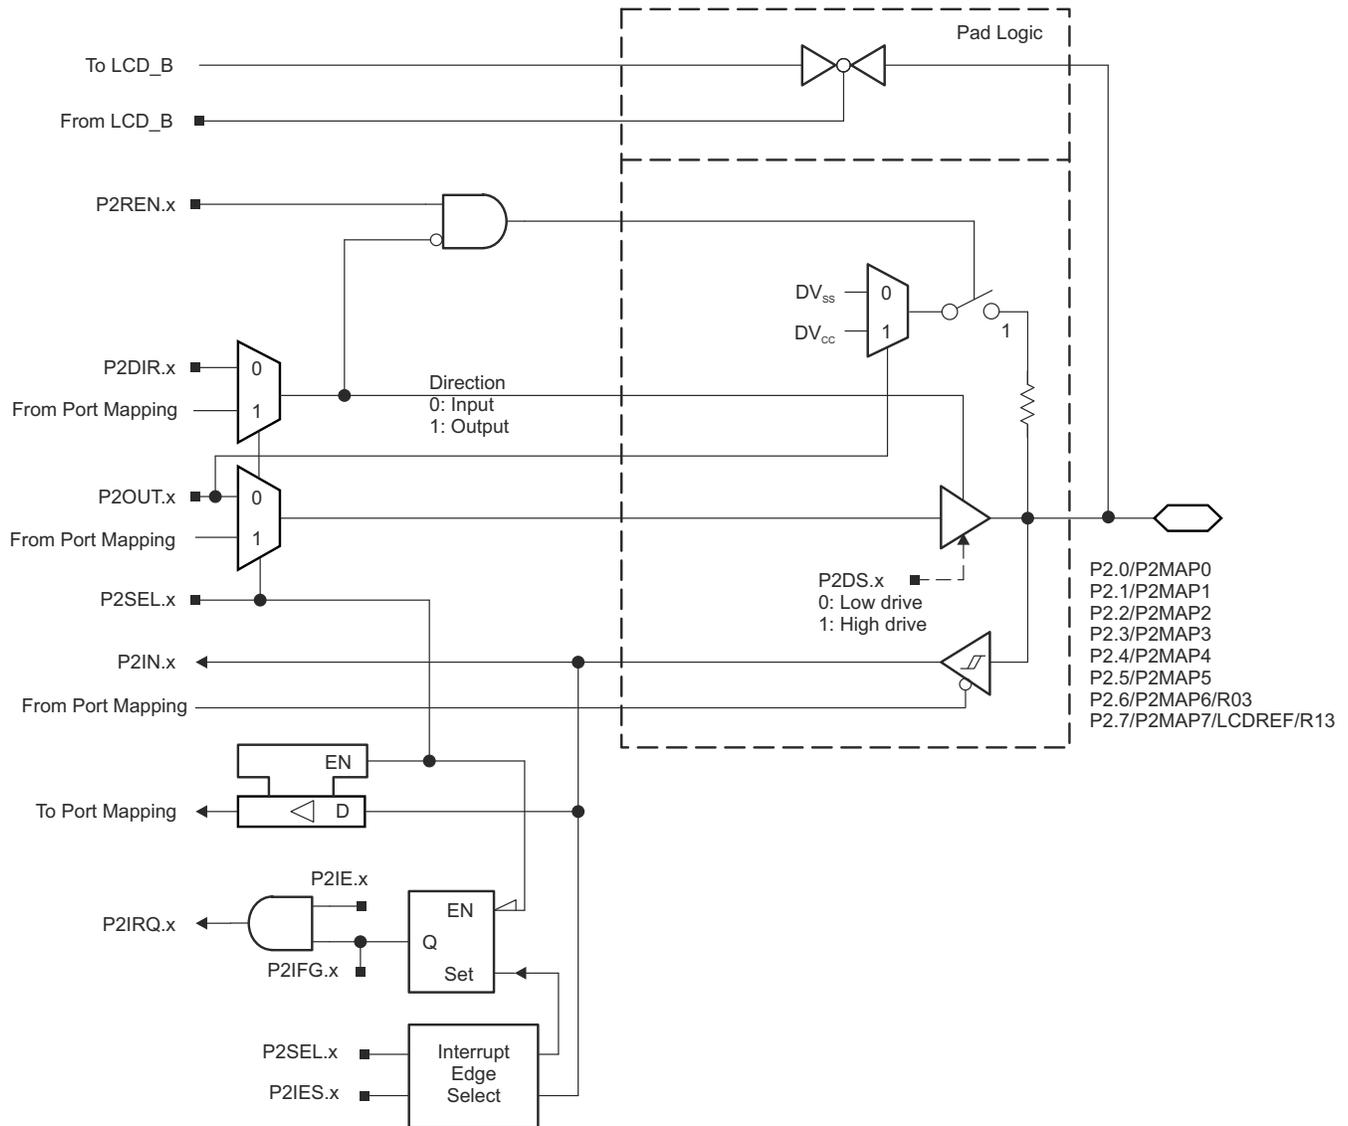 Pad Logic
To LCD_B
From LCD_B
P2REN.x
DVSS
0
DVCC
1
1
P2DIR.x
0
From Port Mapping
1
Direction
0: Input
1: Output
P2OUT.x
0
From Port Mapping
1
P2SEL.x
P2DS.x
0: Low drive
1: High drive
P2.0/P2MAP0
P2.1/P2MAP1
P2.2/P2MAP2
P2.3/P2MAP3
P2.4/P2MAP4
P2.5/P2MAP5
P2.6/P2MAP6/R03
P2.7/P2MAP7/LCDREF/R13
P2IN.x
From Port Mapping
EN
To Port Mapping
D
P2IE.x
P2IRQ.x
EN
Q
P2IFG.x
Set
P2SEL.x
P2IES.x
Interrupt
Edge
Select